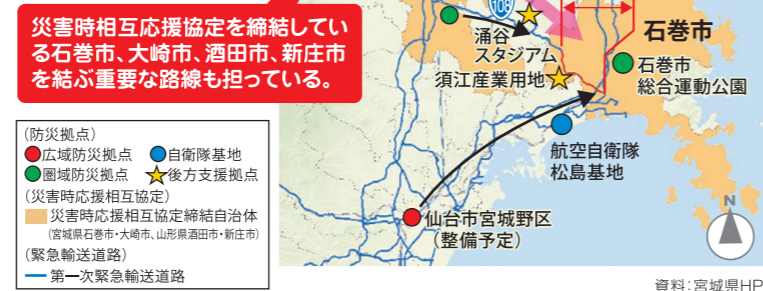 災害時相互応援協定を締結してい
る石巻市、大崎市、酒田市、新庄市
を結ぶ重要な路線も担っている。
108
涌谷
スタジアム
須江産業用地
石巻市
石巻市
総合運動公園
航空自衛隊
松島基地
仙台市宮城野区
(整備予定)
N
(防災拠点)
広域防災拠点 自衛隊基地
圏域防災拠点 後方支援拠点
(災害時応援相互協定)
災害時応援相互協定締結自治体
(宮城県石巻市・大崎市、山形県酒田市・新庄市)
(緊急輸送道路)
第一次緊急輸送道路
資料:宮城県HP